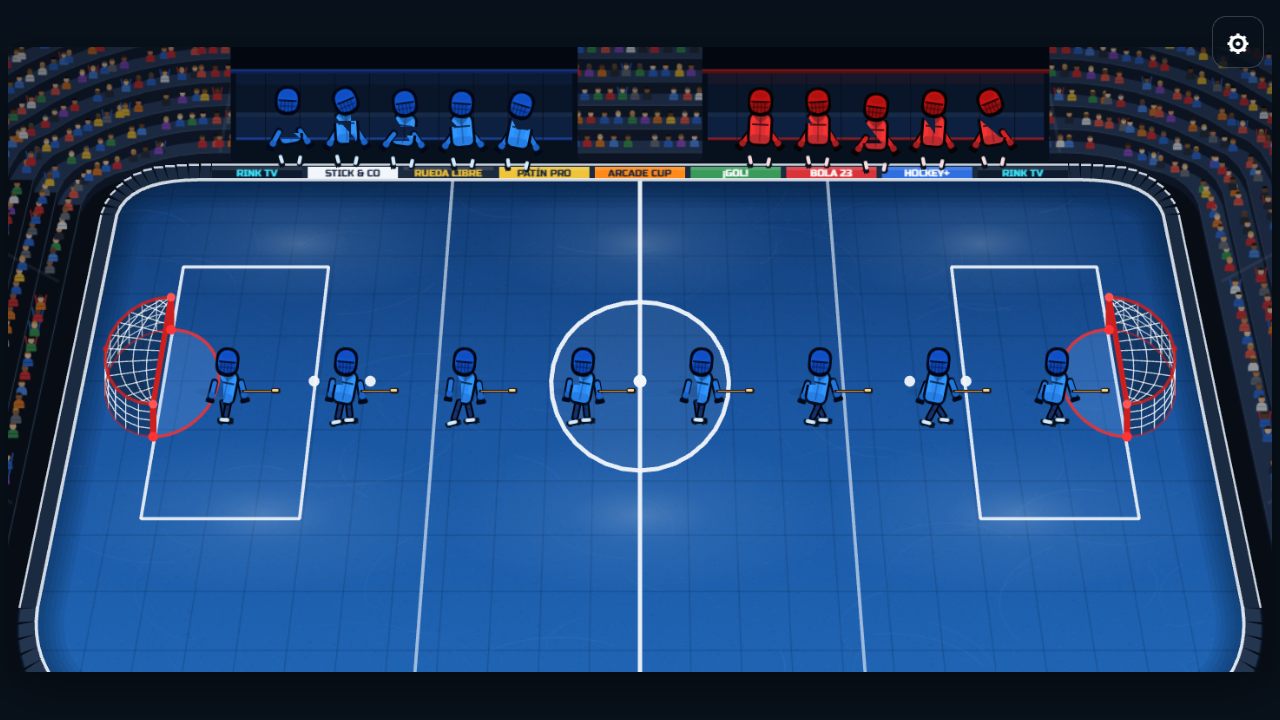 RINK TV
STICK & CO
RUEDA LIBRE
PATÍN PRO
ARCADE CUP
¡GOL!
BOLA 23
HOCKEY+
RINK TV